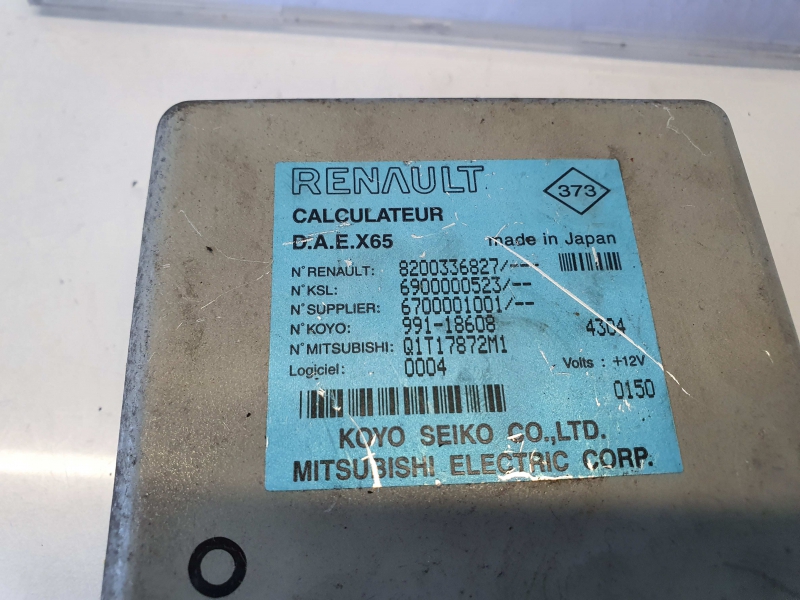 RENAULT
373
CALCULATEUR
D.A.E.X65 made in Japan
N° RENAULT: 8200336827/---
N° KSL: 6900000523/--
N° SUPPLIER: 6700001001/--
N° KOYO: 991-18608 4304
N° MITSUBISHI: Q1T17872M1
Logiciel: 0004 Volts : +12V
0150
KOYO SEIKO CO.,LTD.
MITSUBISHI ELECTRIC CORP.